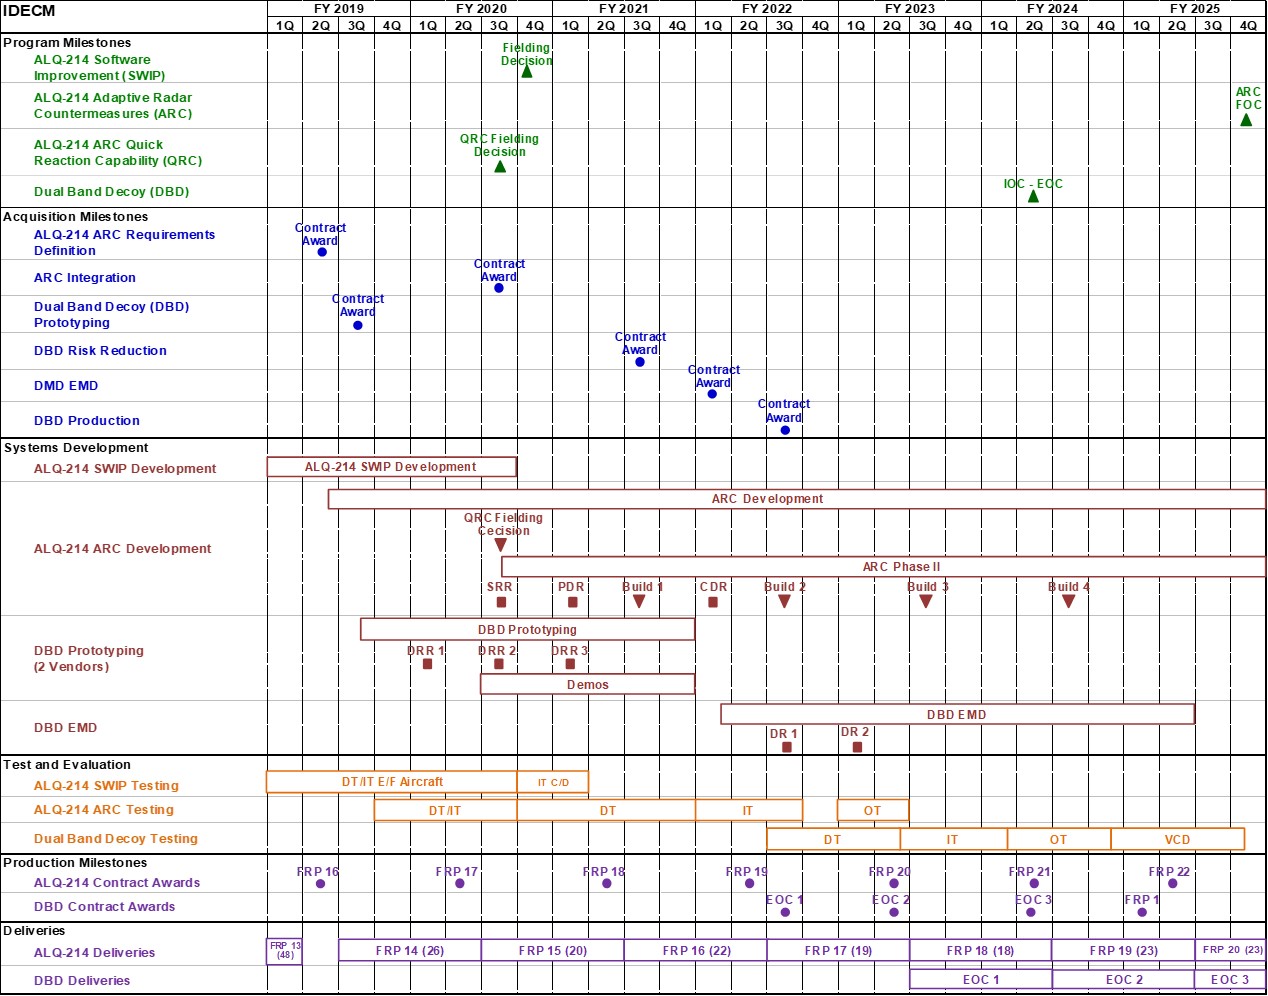 IDECM FY 2019 FY 2020 FY 2021 FY 2022 FY 2023 FY 2024 FY 2025
1Q 2Q 3Q 4Q 1Q 2Q 3Q 4Q 1Q 2Q 3Q 4Q 1Q 2Q 3Q 4Q 1Q 2Q 3Q 4Q 1Q 2Q 3Q 4Q 1Q 2Q 3Q 4Q
Program Milestones
ALQ-214 Software
Improvement (SWIP)
Fielding
Decision
ALQ-214 Adaptive Radar
Countermeasures (ARC)
ARC
FOC
ALQ-214 ARC Quick
Reaction Capability (QRC)
QRC Fielding
Decision
Dual Band Decoy (DBD)
IOC - EOC
Acquisition Milestones
ALQ-214 ARC Requirements
Definition
Contract
Award
ARC Integration
Contract
Award
Dual Band Decoy (DBD)
Prototyping
Contract
Award
DBD Risk Reduction
Contract
Award
DMD EMD
Contract
Award
DBD Production
Contract
Award
Systems Development
ALQ-214 SWIP Development
ALQ-214 SWIP Development
ALQ-214 ARC Development
ARC Development
QRC Fielding
Cecision
ARC Phase II
SRR PDR Build 1 CDR Build 2 Build 3 Build 4
DBD Prototyping
(2 Vendors)
DBD Prototyping
DRR 1 DRR 2 DRR 3
Demos
DBD EMD
DBD EMD
DR 1 DR 2
Test and Evaluation
ALQ-214 SWIP Testing
DT/IT E/F Aircraft IT C/D
ALQ-214 ARC Testing
DT/IT DT IT OT
Dual Band Decoy Testing
DT IT OT VCD
Production Milestones
ALQ-214 Contract Awards
FRP 16 FRP 17 FRP 18 FRP 19 FRP 20 FRP 21 FRP 22
DBD Contract Awards
EOC 1 EOC 2 EOC 3 FRP 1
Deliveries
ALQ-214 Deliveries
FRP 13
(48)
FRP 14 (26) FRP 15 (20) FRP 16 (22) FRP 17 (19) FRP 18 (18) FRP 19 (23) FRP 20 (23)
DBD Deliveries
EOC 1 EOC 2 EOC 3